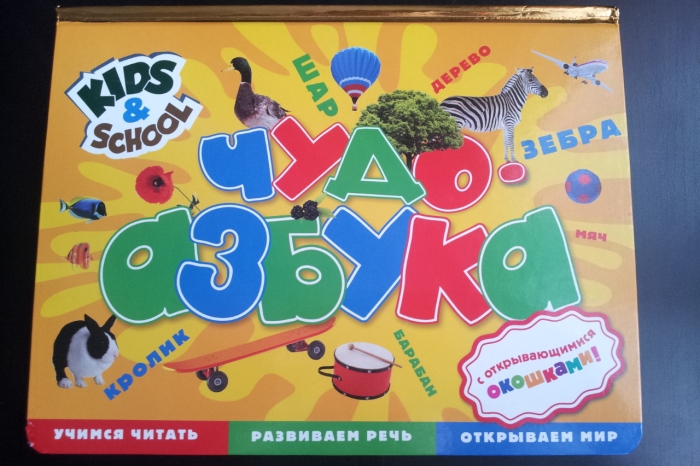 KIDS
&
SCHOOL
ШАР
ДЕРЕВО
ЗЕБРА
ЧУДО-
АЗБУКА
МЯЧ
КРОЛИК
БАРАБАН
С ОТКРЫВАЮЩИМИСЯ
ОКОШКАМИ!
УЧИМСЯ ЧИТАТЬ
РАЗВИВАЕМ РЕЧЬ
ОТКРЫВАЕМ МИР